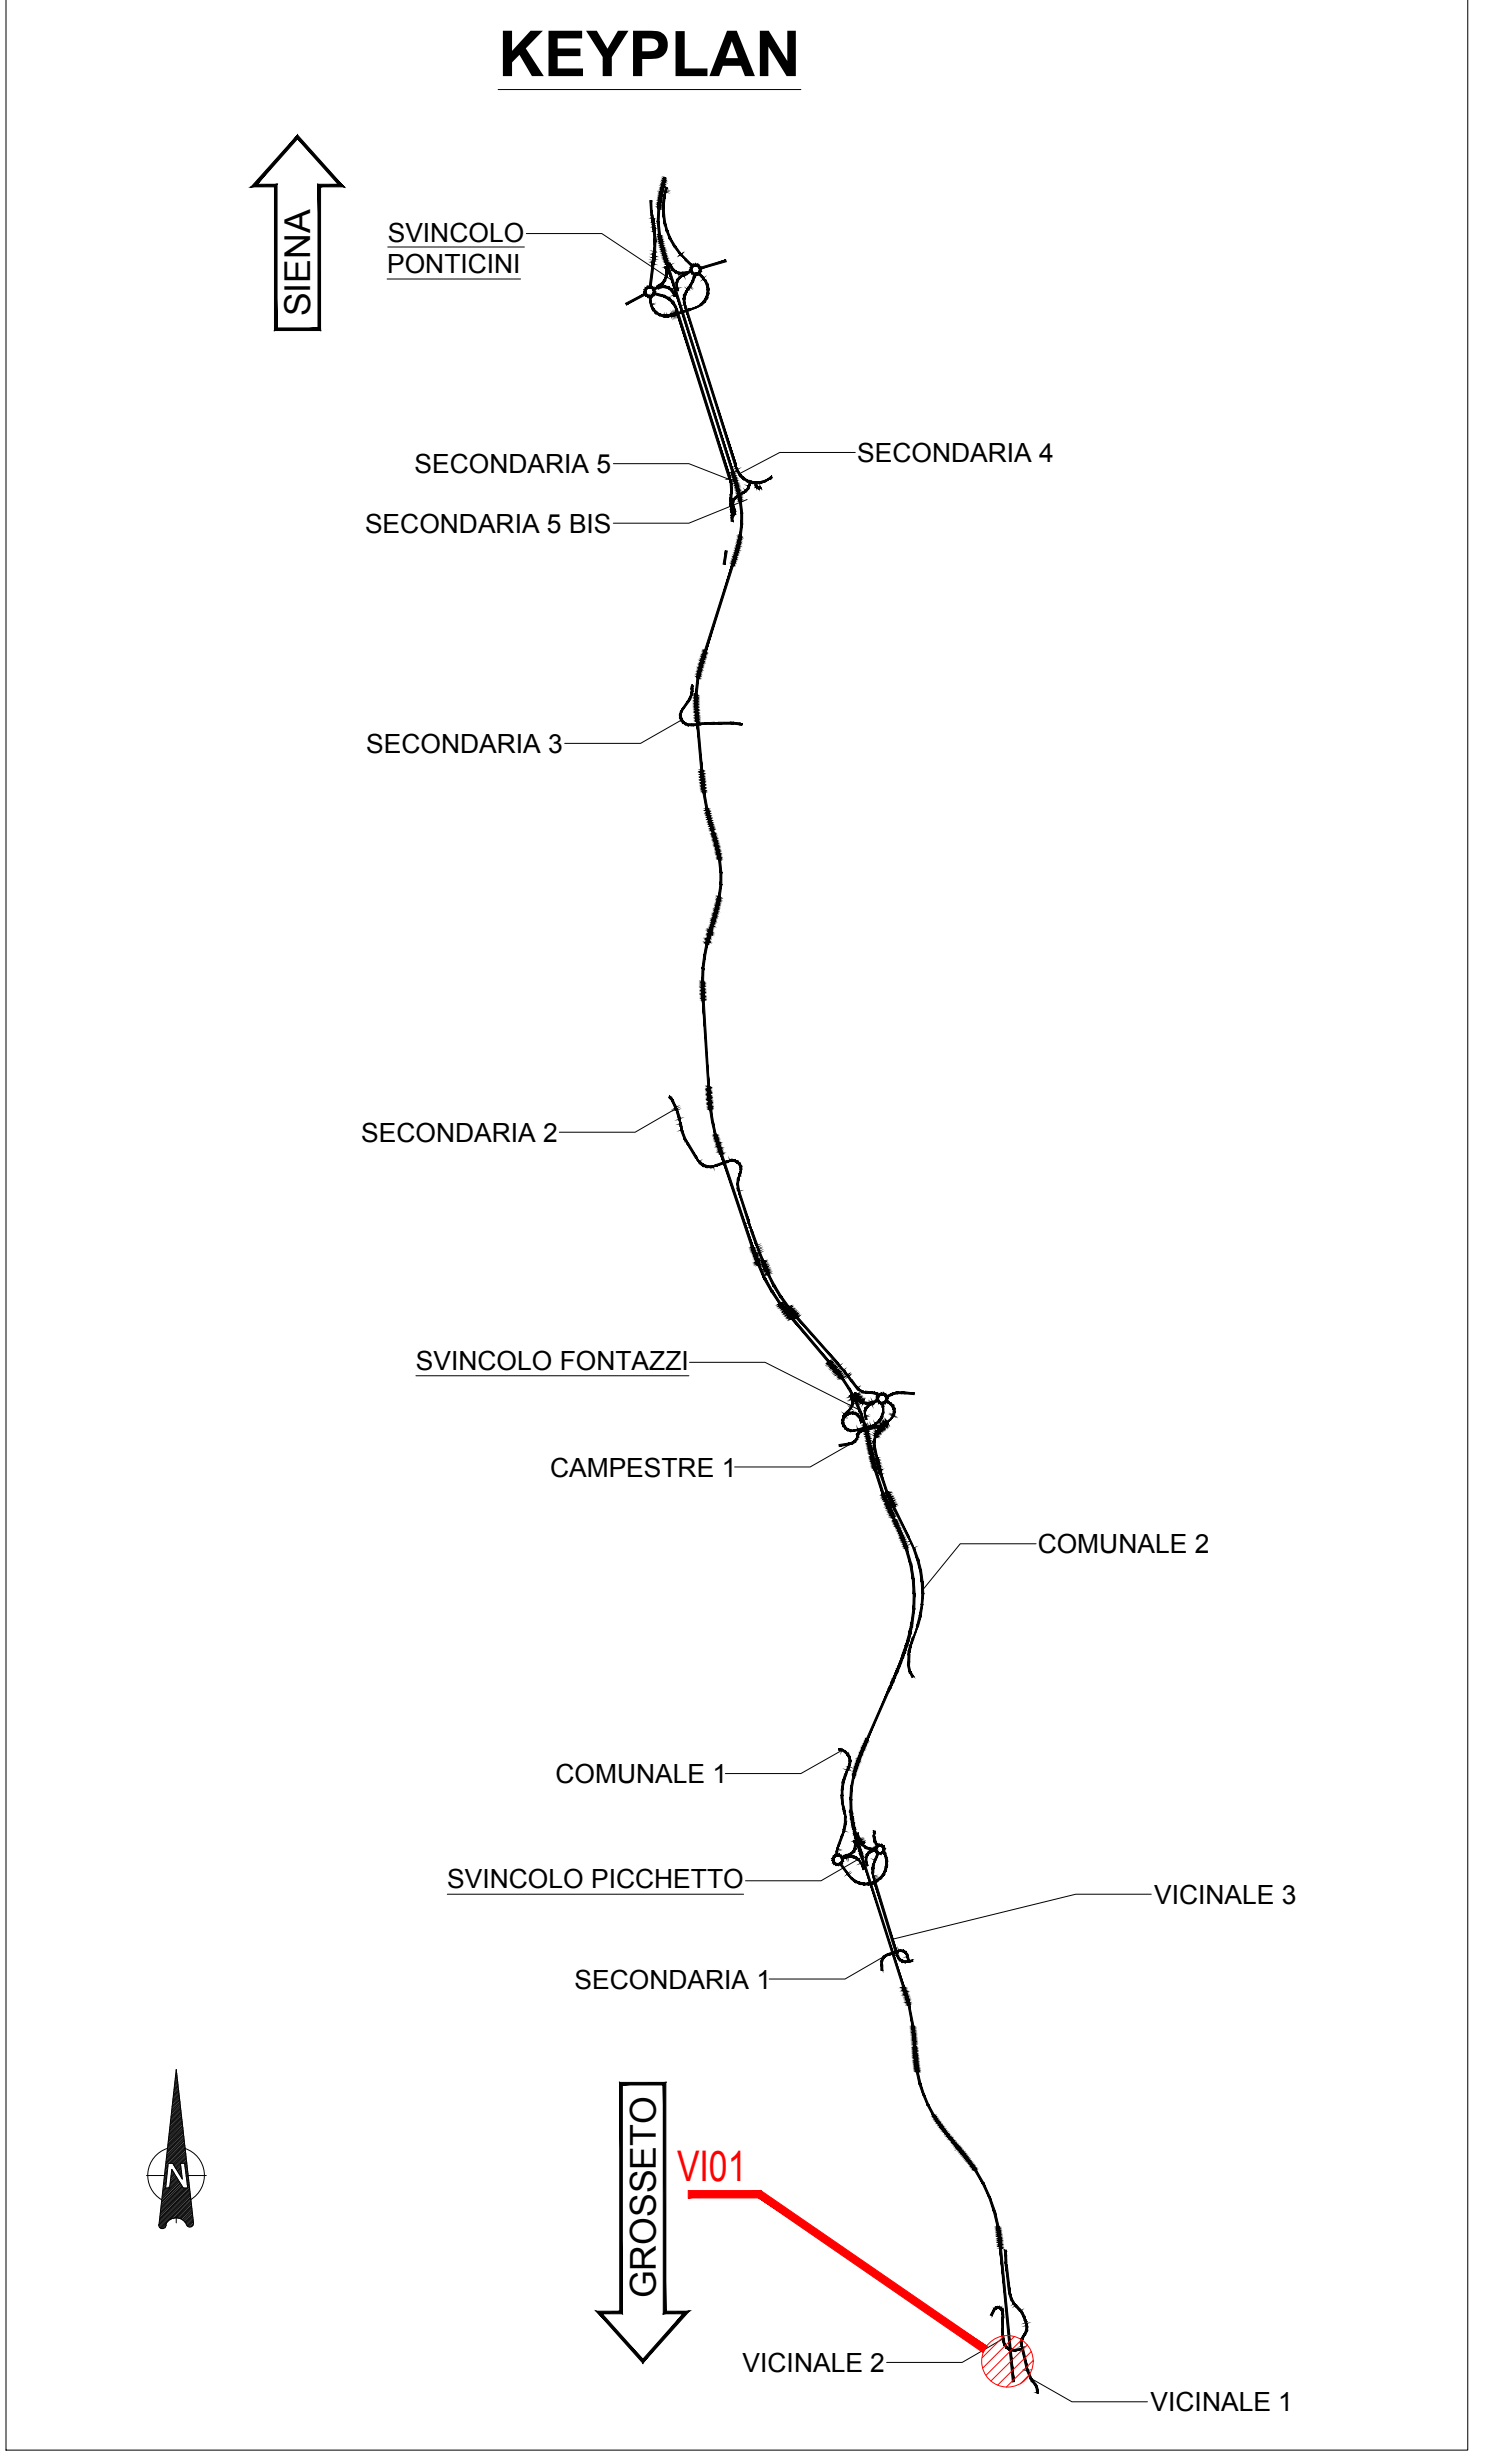 KEYPLAN
SIENA
SVINCOLO
PONTICINI
SECONDARIA 4
SECONDARIA 5
SECONDARIA 5 BIS
SECONDARIA 3
SECONDARIA 2
SVINCOLO FONTAZZI
CAMPESTRE 1
COMUNALE 2
COMUNALE 1
SVINCOLO PICCHETTO
VICINALE 3
SECONDARIA 1
GROSSETO
VI01
N
VICINALE 2
VICINALE 1